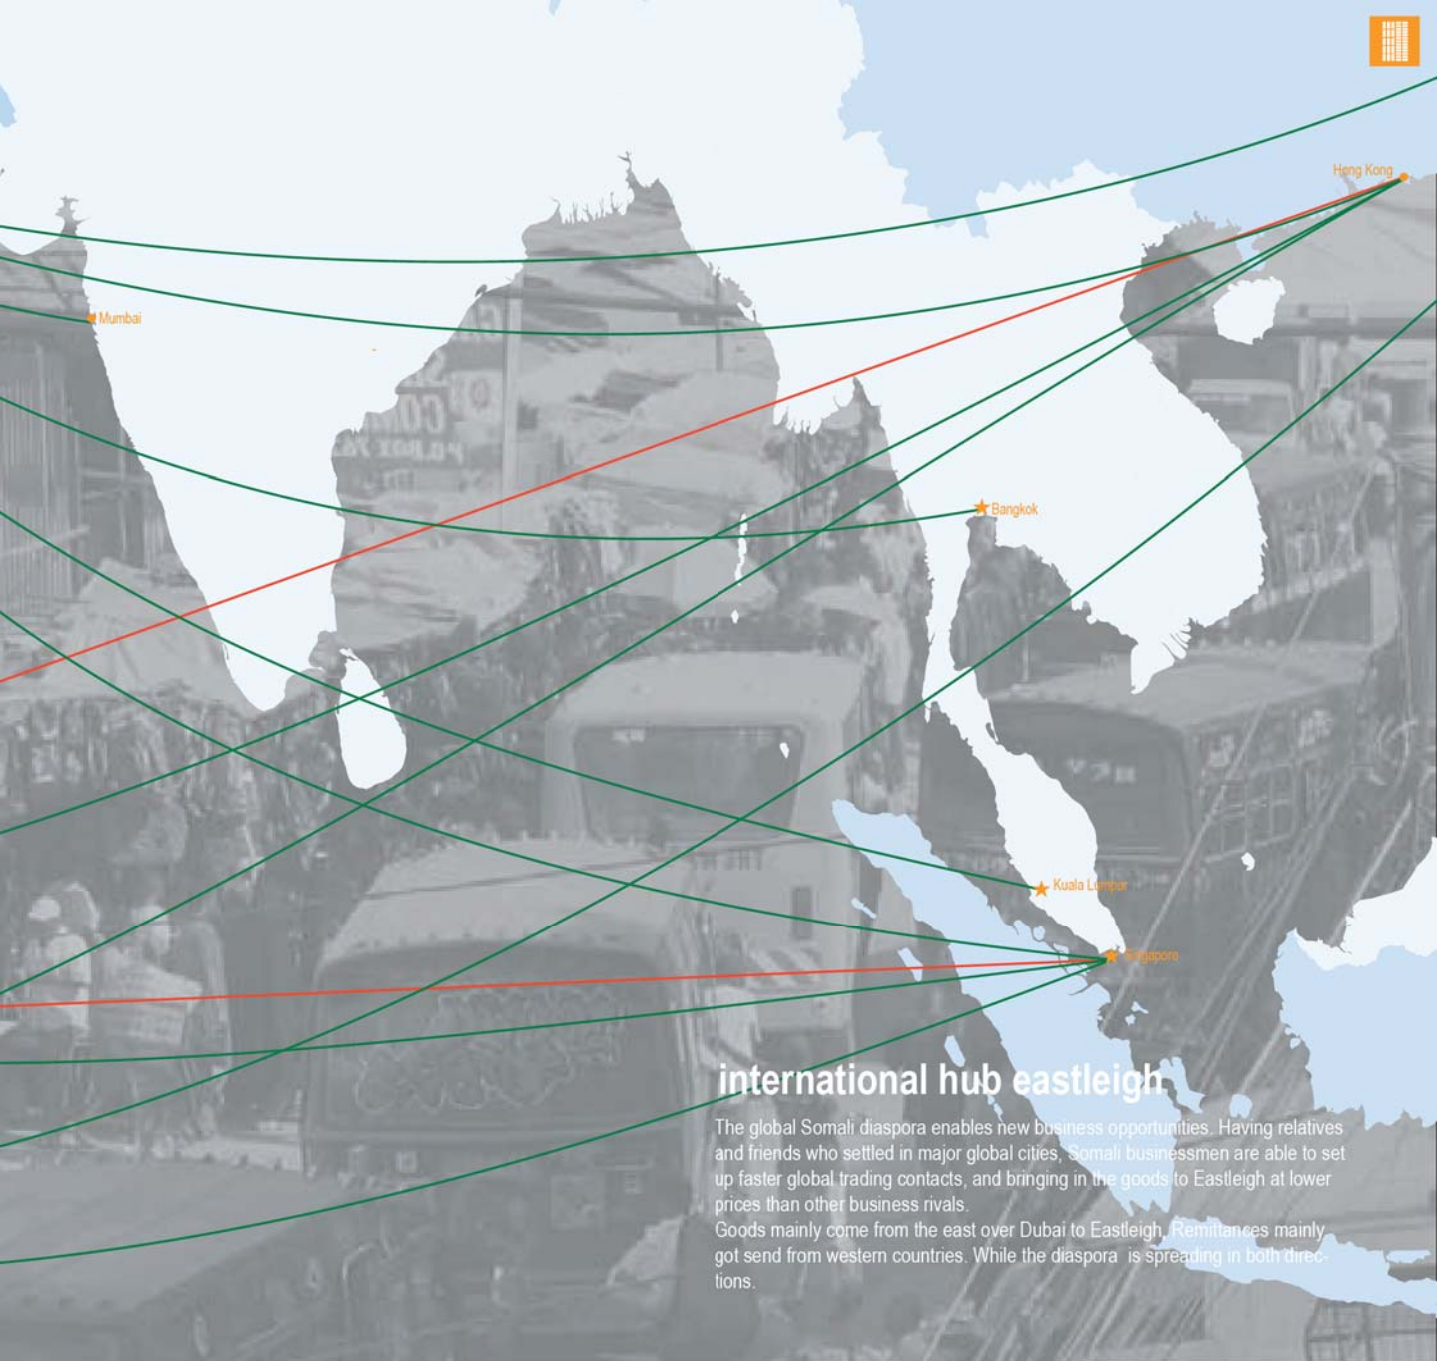 Hong Kong
Mumbai
Bangkok
Kuala Lumpur
Singapore
international hub eastleigh
The global Somali diaspora enables new business opportunities. Having relatives
and friends who settled in major global cities, Somali businessmen are able to set
up faster global trading contacts, and bringing in the goods to Eastleigh at lower
prices than other business rivals.
Goods mainly come from the east over Dubai to Eastleigh, Remittances mainly
got send from western countries. While the diaspora is spreading in both direc-
tions.